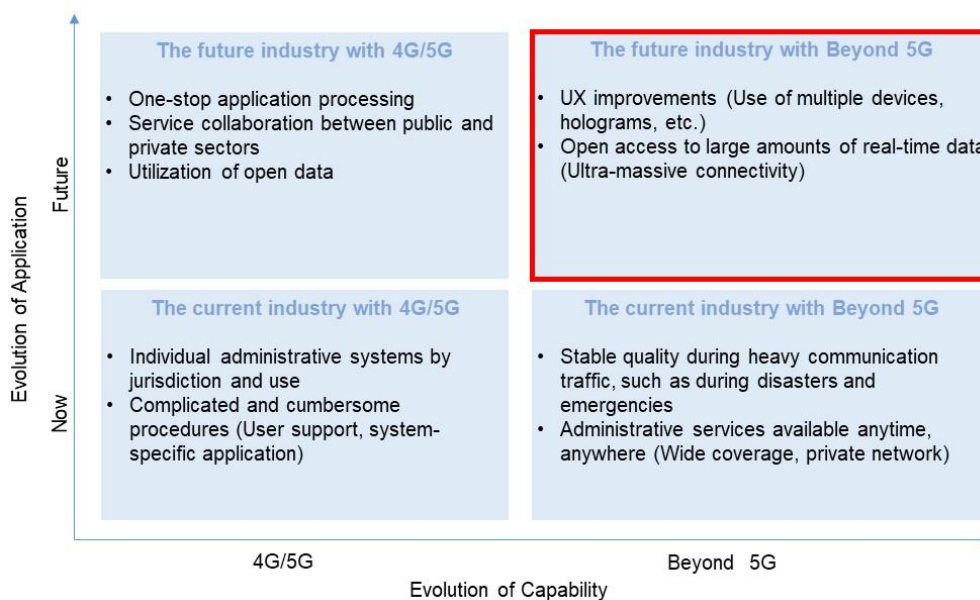 The future industry with 4G/5G
• One-stop application processing
• Service collaboration between public and
private sectors
• Utilization of open data
The future industry with Beyond 5G
• UX improvements (Use of multiple devices,
holograms, etc.)
• Open access to large amounts of real-time data
(Ultra-massive connectivity)
The current industry with 4G/5G
• Individual administrative systems by
jurisdiction and use
• Complicated and cumbersome
procedures (User support, system-
specific application)
The current industry with Beyond 5G
• Stable quality during heavy communication
traffic, such as during disasters and
emergencies
• Administrative services available anytime,
anywhere (Wide coverage, private network)
Evolution of Application
Future
Now
4G/5G
Beyond 5G
Evolution of Capability